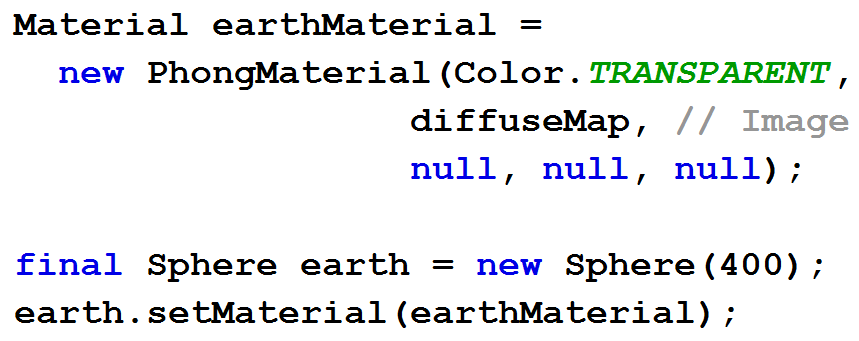 Material earthMaterial =
new PhongMaterial(Color.TRANSPARENT,
diffuseMap, // Image
null, null, null);
final Sphere earth = new Sphere(400);
earth.setMaterial(earthMaterial);